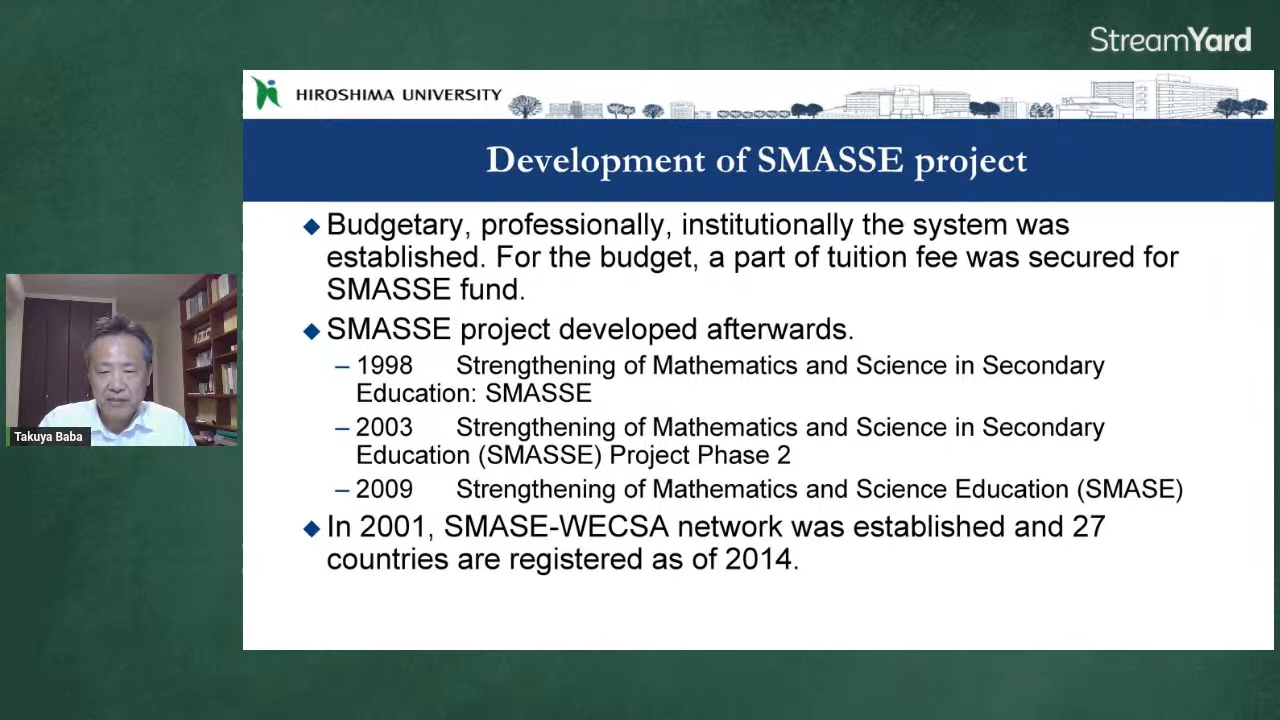 StreamYard
HIROSHIMA UNIVERSITY
Development of SMASSE project
Budgetary, professionally, institutionally the system was
established. For the budget, a part of tuition fee was secured for
SMASSE fund.
SMASSE project developed afterwards.
– 1998 Strengthening of Mathematics and Science in Secondary
Education: SMASSE
– 2003 Strengthening of Mathematics and Science in Secondary
Education (SMASSE) Project Phase 2
– 2009 Strengthening of Mathematics and Science Education (SMASE)
In 2001, SMASE-WECSA network was established and 27
countries are registered as of 2014.
Takuya Baba